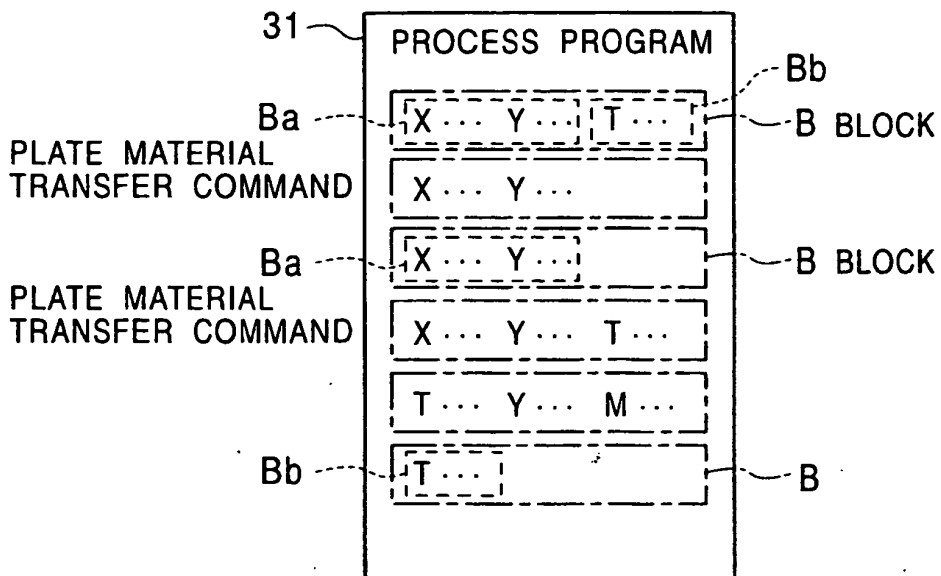 31
PROCESS PROGRAM
Bb
Ba
X ··· Y ··· T ···
B BLOCK
PLATE MATERIAL
TRANSFER COMMAND
X ··· Y ···
Ba
X ··· Y ···
B BLOCK
PLATE MATERIAL
TRANSFER COMMAND
X ··· Y ··· T ···
T ··· Y ··· M ···
Bb
T ···
B